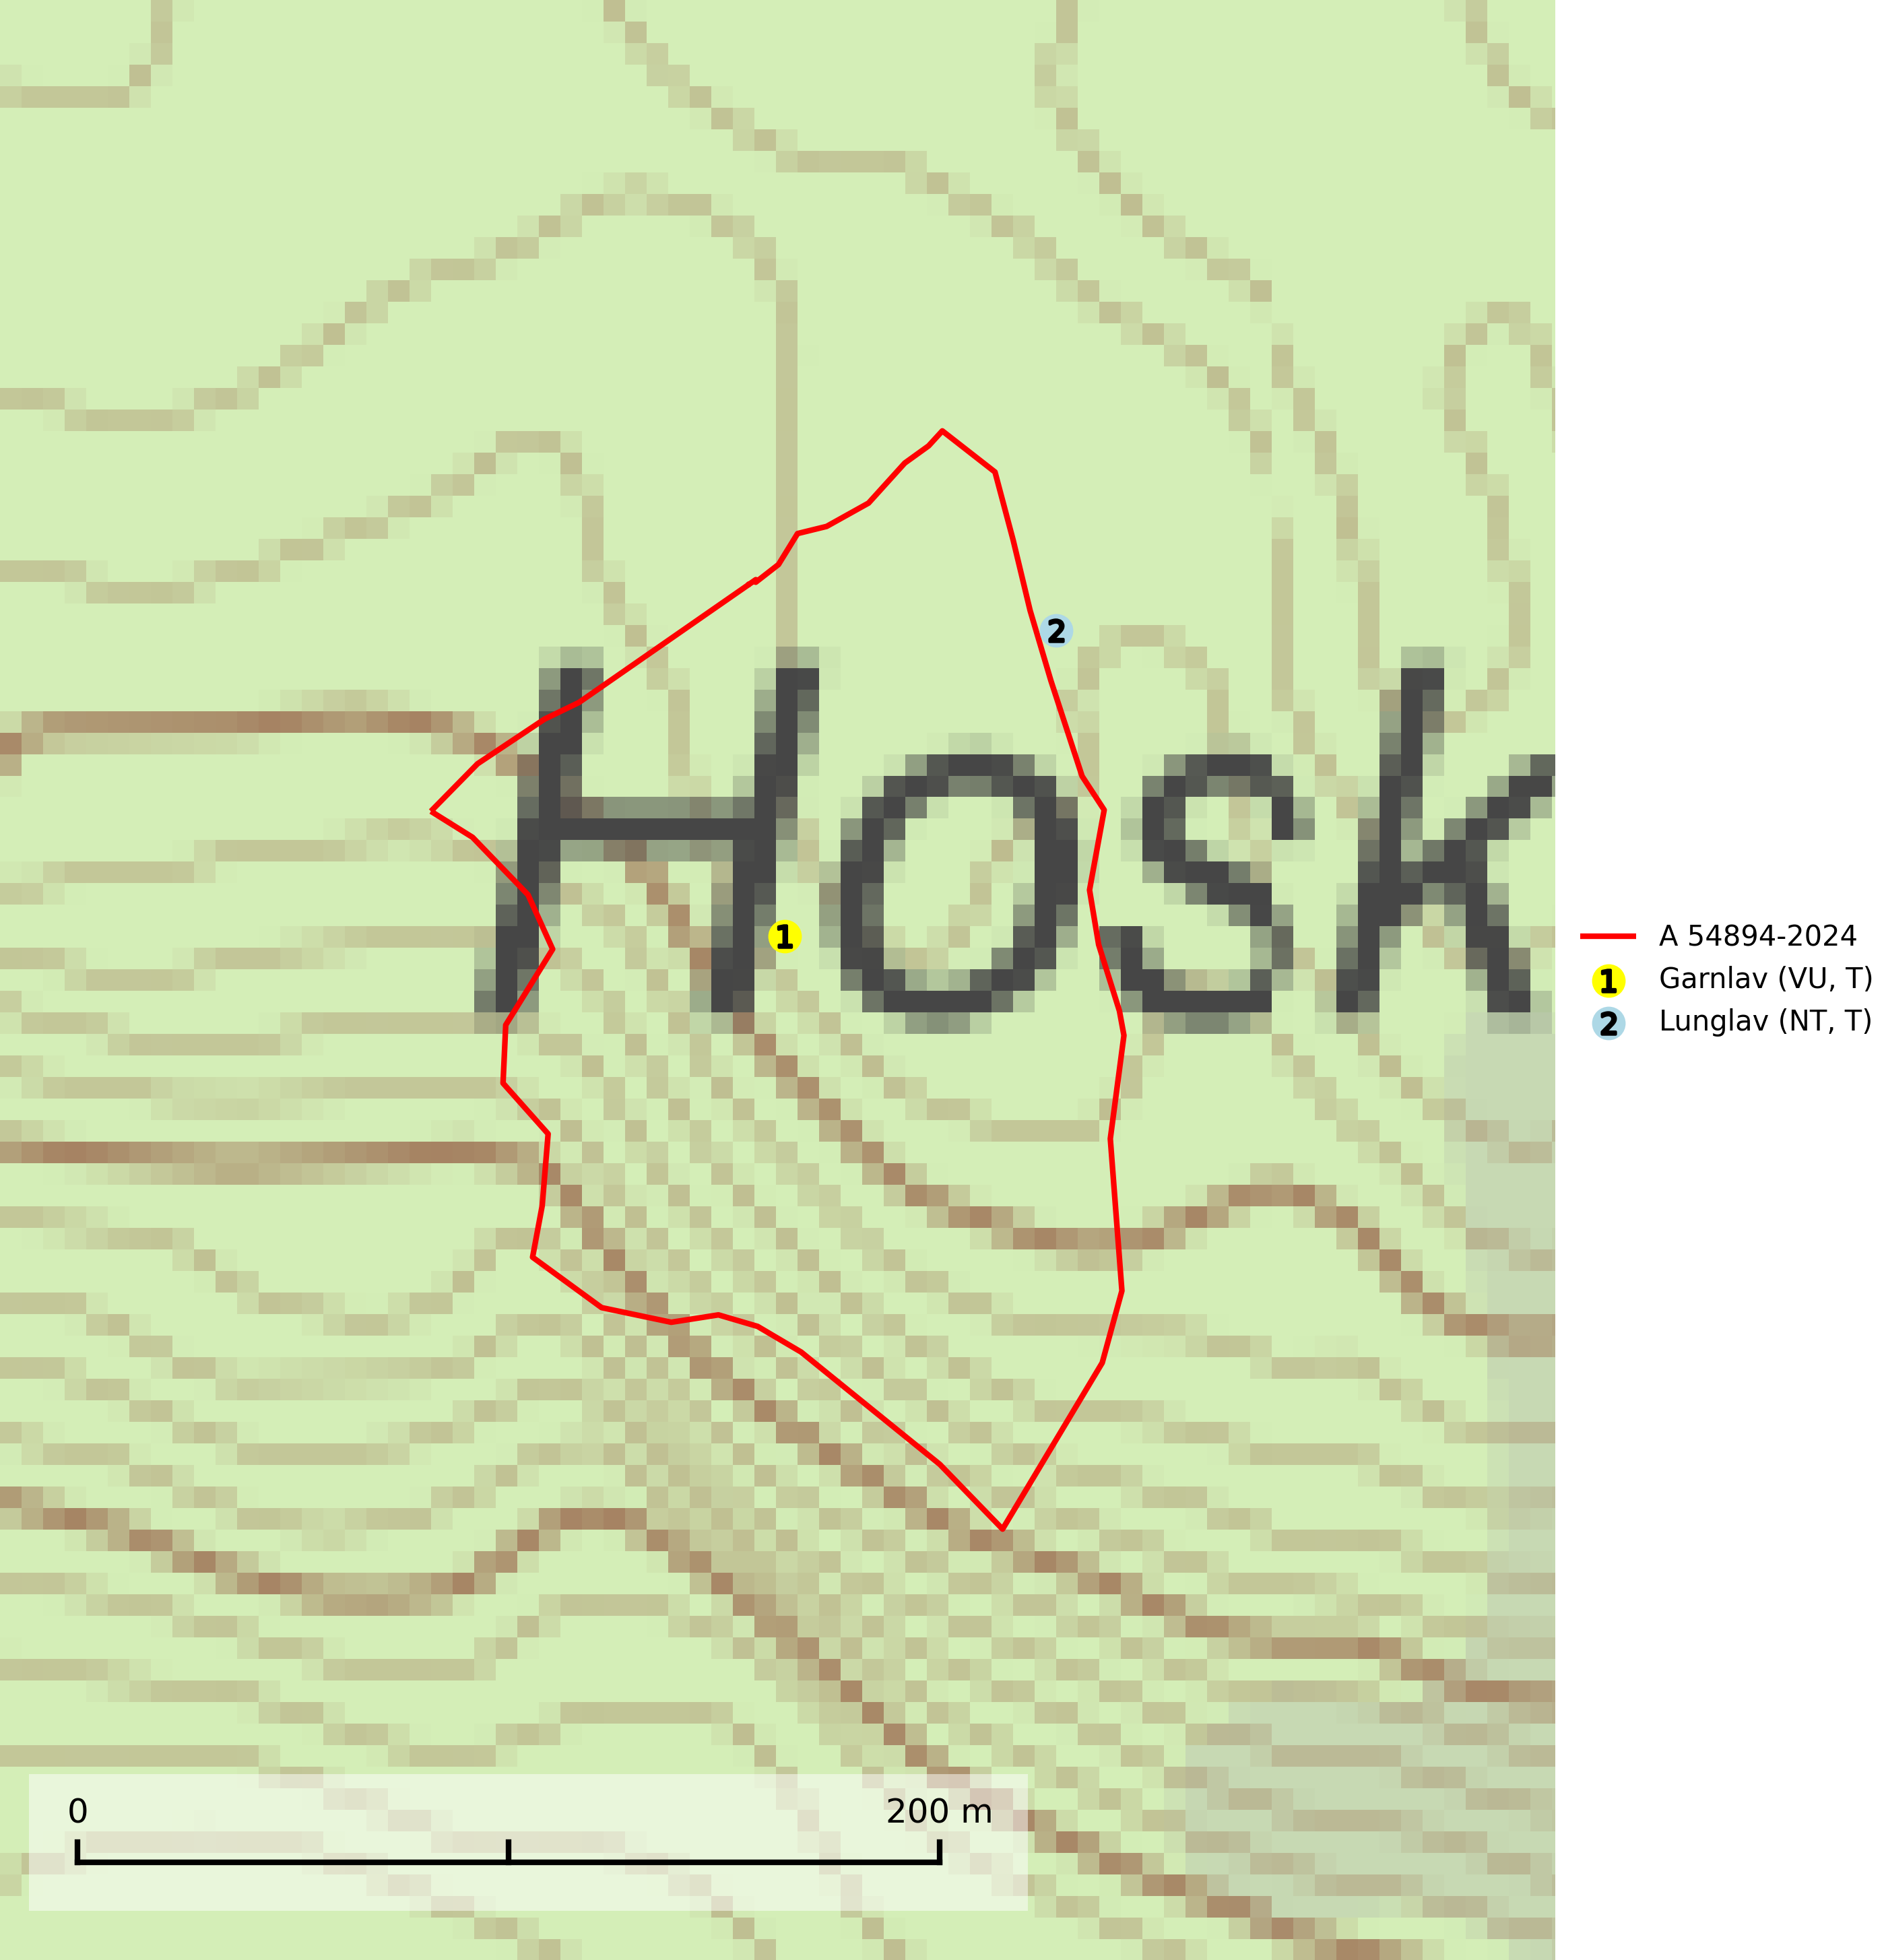 2
HOSK
1
A 54894-2024
1 Garnlav (VU, T)
2 Lunglav (NT, T)
0 200 m